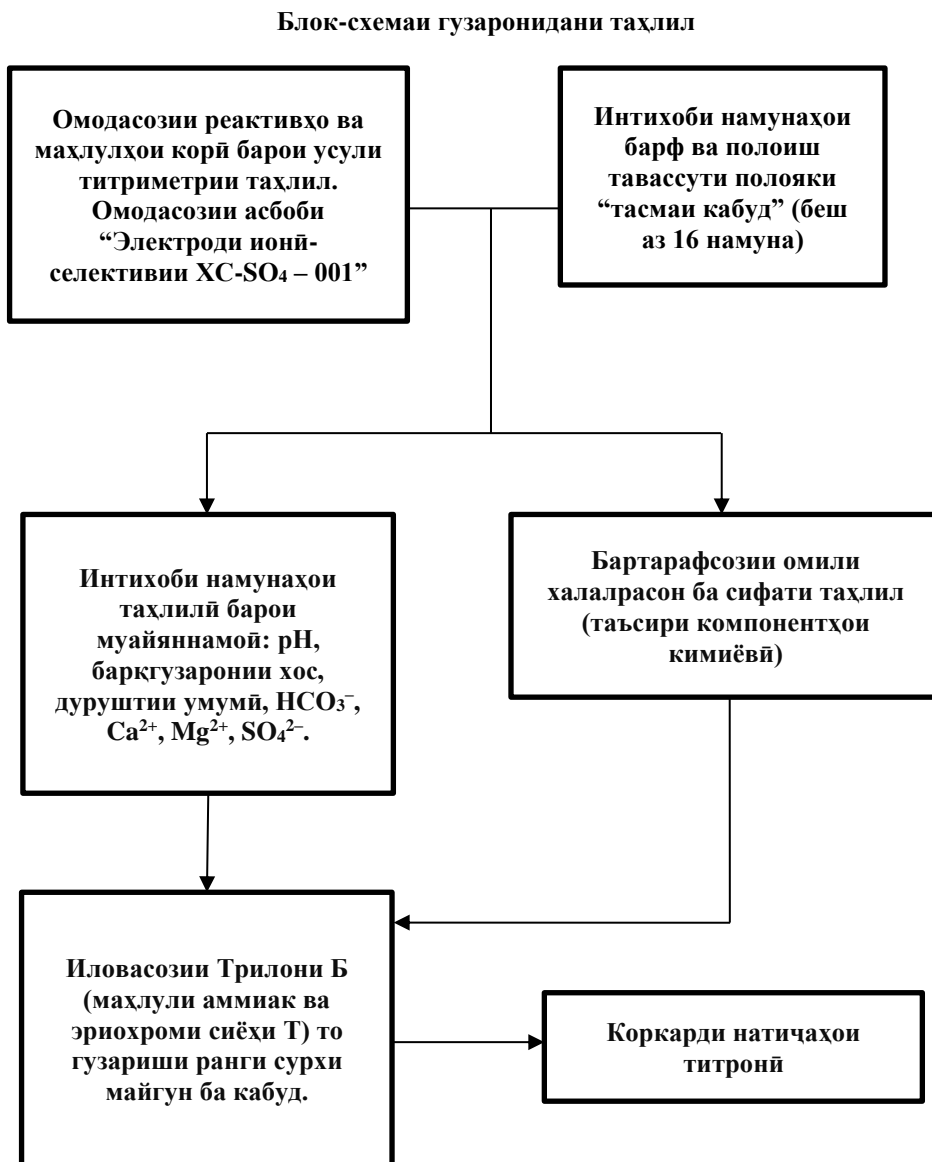 Блок-схемаи гузаронидани таҳлил
Омодасозии реактивҳо ва
маҳлулҳои корӣ барои усули
титриметрии таҳлил.
Омодасозии асбоби
“Электроди ионӣ-
селективии XC-SO₄ – 001”
Интихоби намунаҳои
барф ва полоиш
тавассути полояки
“тасмаи кабуд” (беш
аз 16 намуна)
Интихоби намунаҳои
таҳлилӣ барои
муайяннамоӣ: pH,
барқгузаронии хос,
дуруштии умумӣ, HCO₃⁻,
Ca²⁺, Mg²⁺, SO₄²⁻.
Бартарафсозии омили
халалрасон ба сифати таҳлил
(таъсири компонентҳои
кимиёвӣ)
Иловасозии Трилони Б
(маҳлули аммиак ва
эриохроми сиёҳи Т) то
гузариши ранги сурхи
майгун ба кабуд.
Коркарди натиҷаҳои
титронӣ